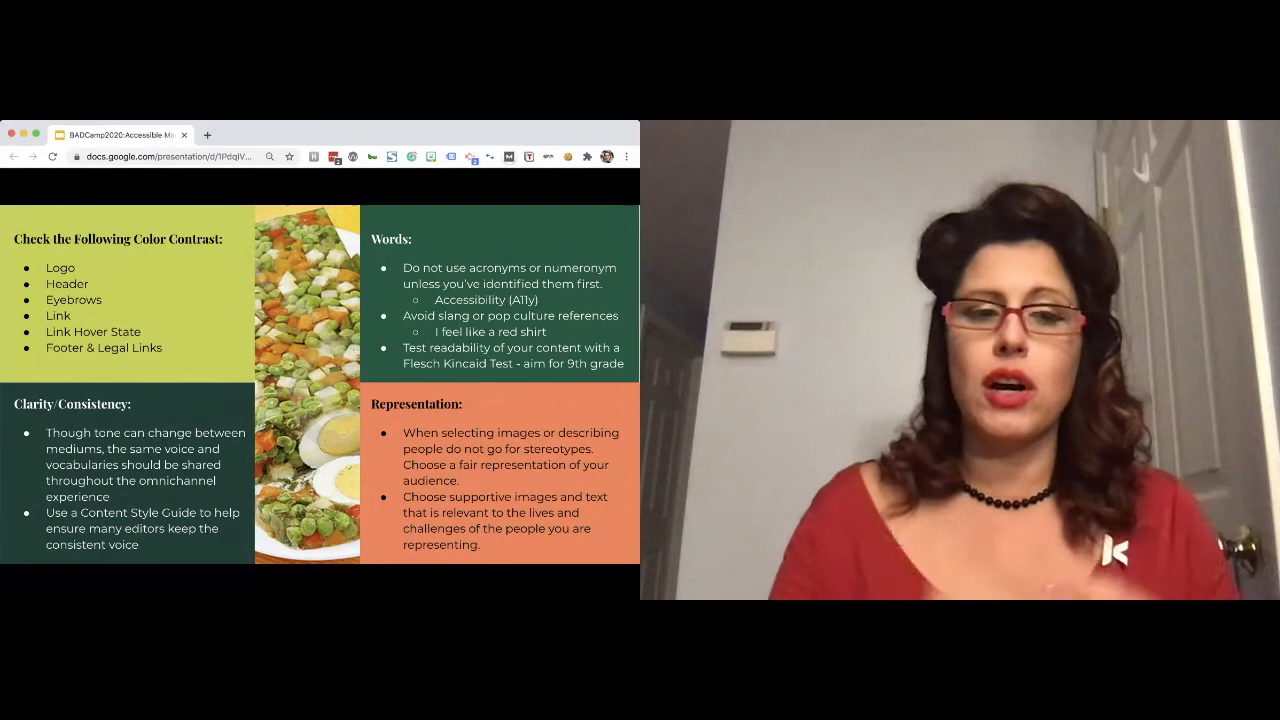 BADCamp2020:Accessible Ma
docs.google.com/presentation/d/1PdqIV...
Check the Following Color Contrast:
● Logo
● Header
● Eyebrows
● Link
● Link Hover State
● Footer & Legal Links
Words:
● Do not use acronyms or numeronym
unless you've identified them first.
○ Accessibility (A11y)
● Avoid slang or pop culture references
○ I feel like a red shirt
● Test readability of your content with a
Flesch Kincaid Test - aim for 9th grade
Clarity/Consistency:
● Though tone can change between
mediums, the same voice and
vocabularies should be shared
throughout the omnichannel
experience
● Use a Content Style Guide to help
ensure many editors keep the
consistent voice
Representation:
● When selecting images or describing
people do not go for stereotypes.
Choose a fair representation of your
audience.
● Choose supportive images and text
that is relevant to the lives and
challenges of the people you are
representing.